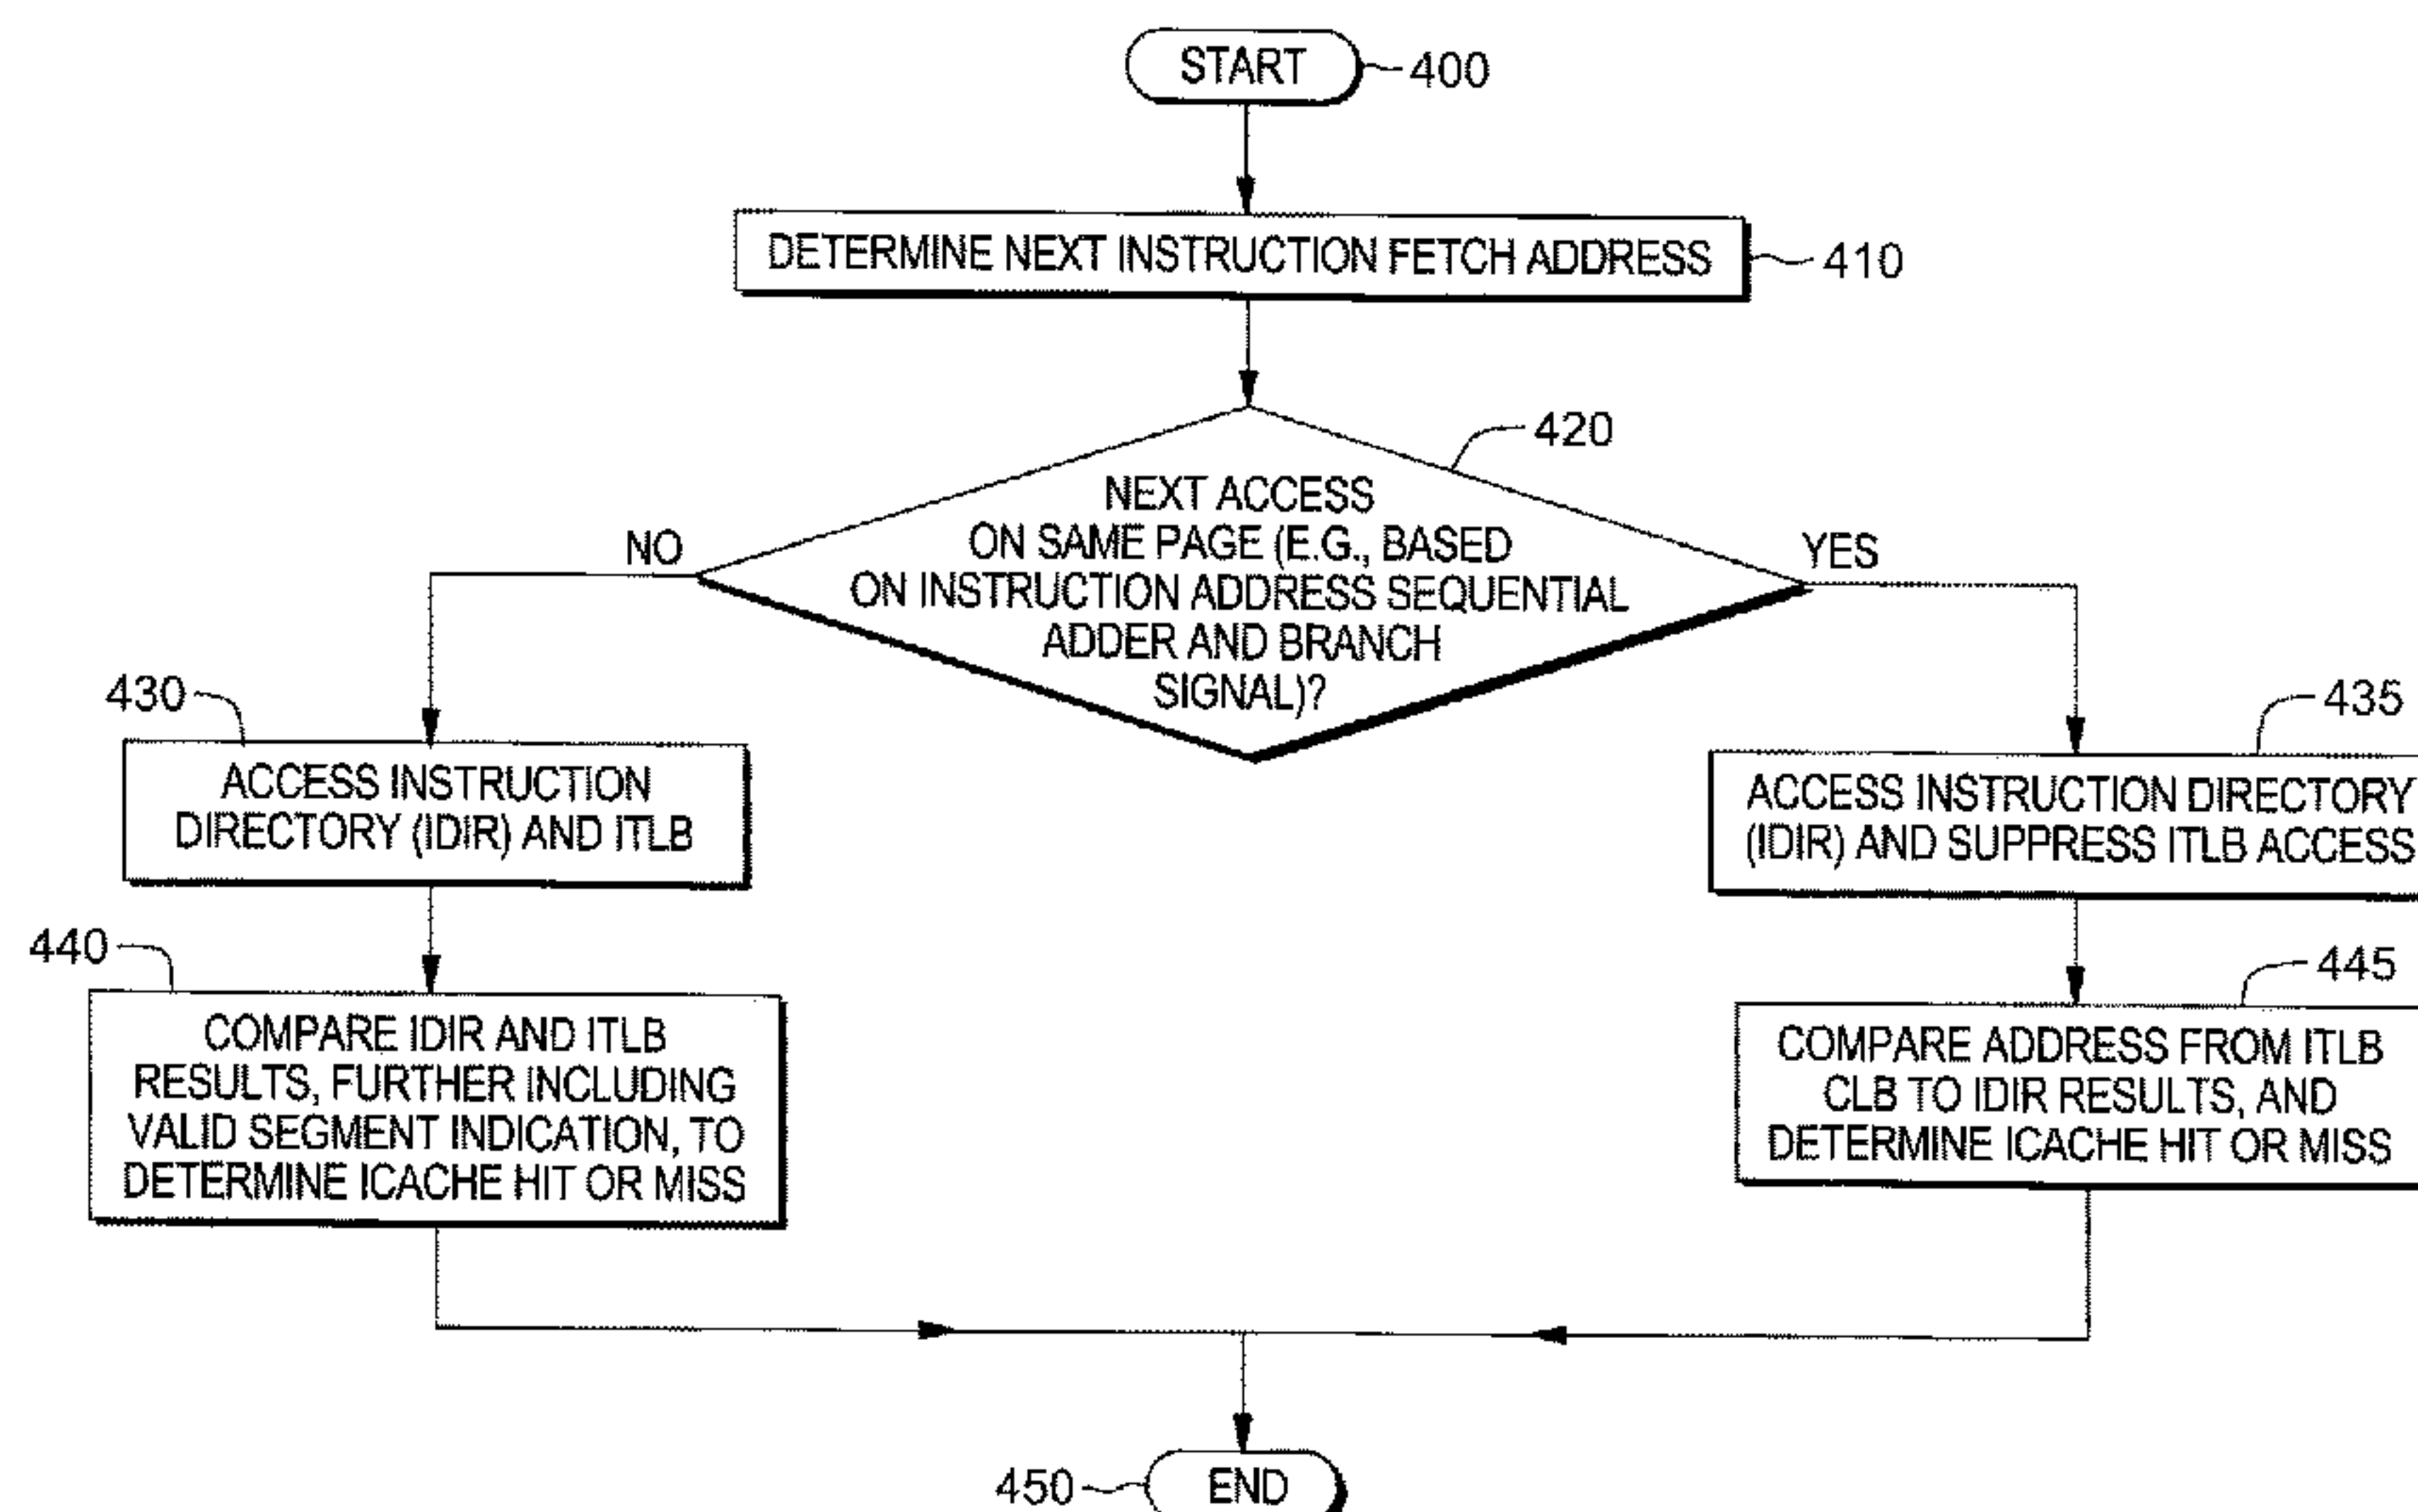 START
400
DETERMINE NEXT INSTRUCTION FETCH ADDRESS
410
420
NEXT ACCESS
ON SAME PAGE (E.G., BASED
ON INSTRUCTION ADDRESS SEQUENTIAL
ADDER AND BRANCH
SIGNAL)?
NO
YES
430
ACCESS INSTRUCTION
DIRECTORY (IDIR) AND ITLB
435
ACCESS INSTRUCTION DIRECTORY
(IDIR) AND SUPPRESS ITLB ACCESS
440
COMPARE IDIR AND ITLB
RESULTS, FURTHER INCLUDING
VALID SEGMENT INDICATION, TO
DETERMINE ICACHE HIT OR MISS
445
COMPARE ADDRESS FROM ITLB
CLB TO IDIR RESULTS, AND
DETERMINE ICACHE HIT OR MISS
450
END